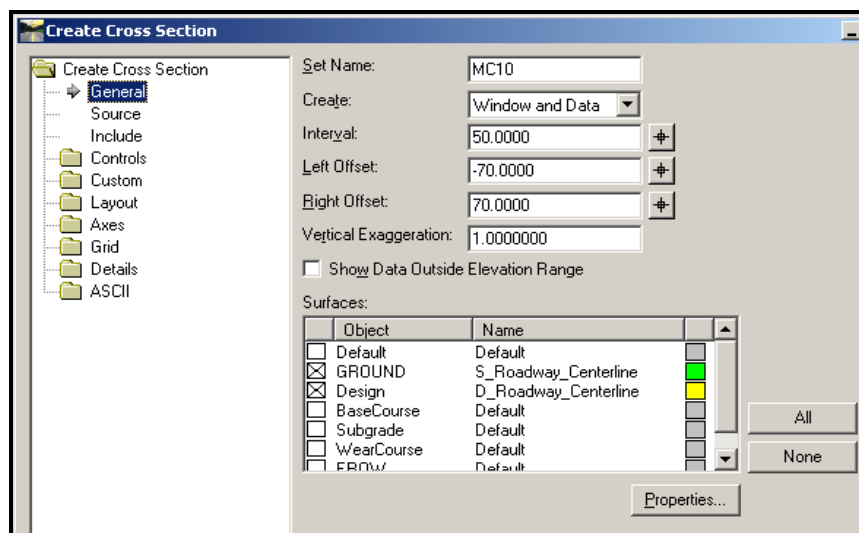 Create Cross Section
Create Cross Section
General
Source
Include
Controls
Custom
Layout
Axes
Grid
Details
ASCII
Set Name: MC10
Create: Window and Data
Interval: 50.0000
Left Offset: -70.0000
Right Offset: 70.0000
Vertical Exaggeration: 1.0000000
Show Data Outside Elevation Range
Surfaces:
Object Name
Default Default
GROUND S_Roadway_Centerline
Design D_Roadway_Centerline
BaseCourse Default
Subgrade Default
WearCourse Default
EROW Default
All
None
Properties...